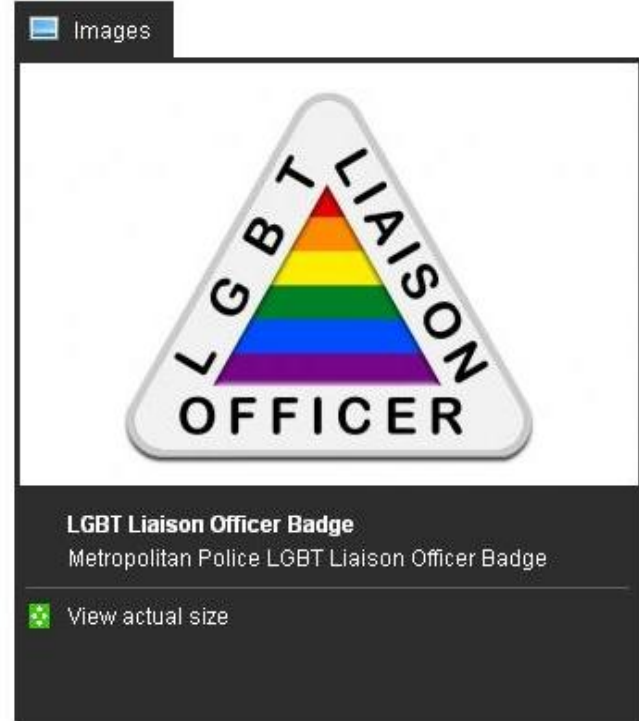 Images
LGBT LIAISON
OFFICER
LGBT Liaison Officer Badge
Metropolitan Police LGBT Liaison Officer Badge
View actual size